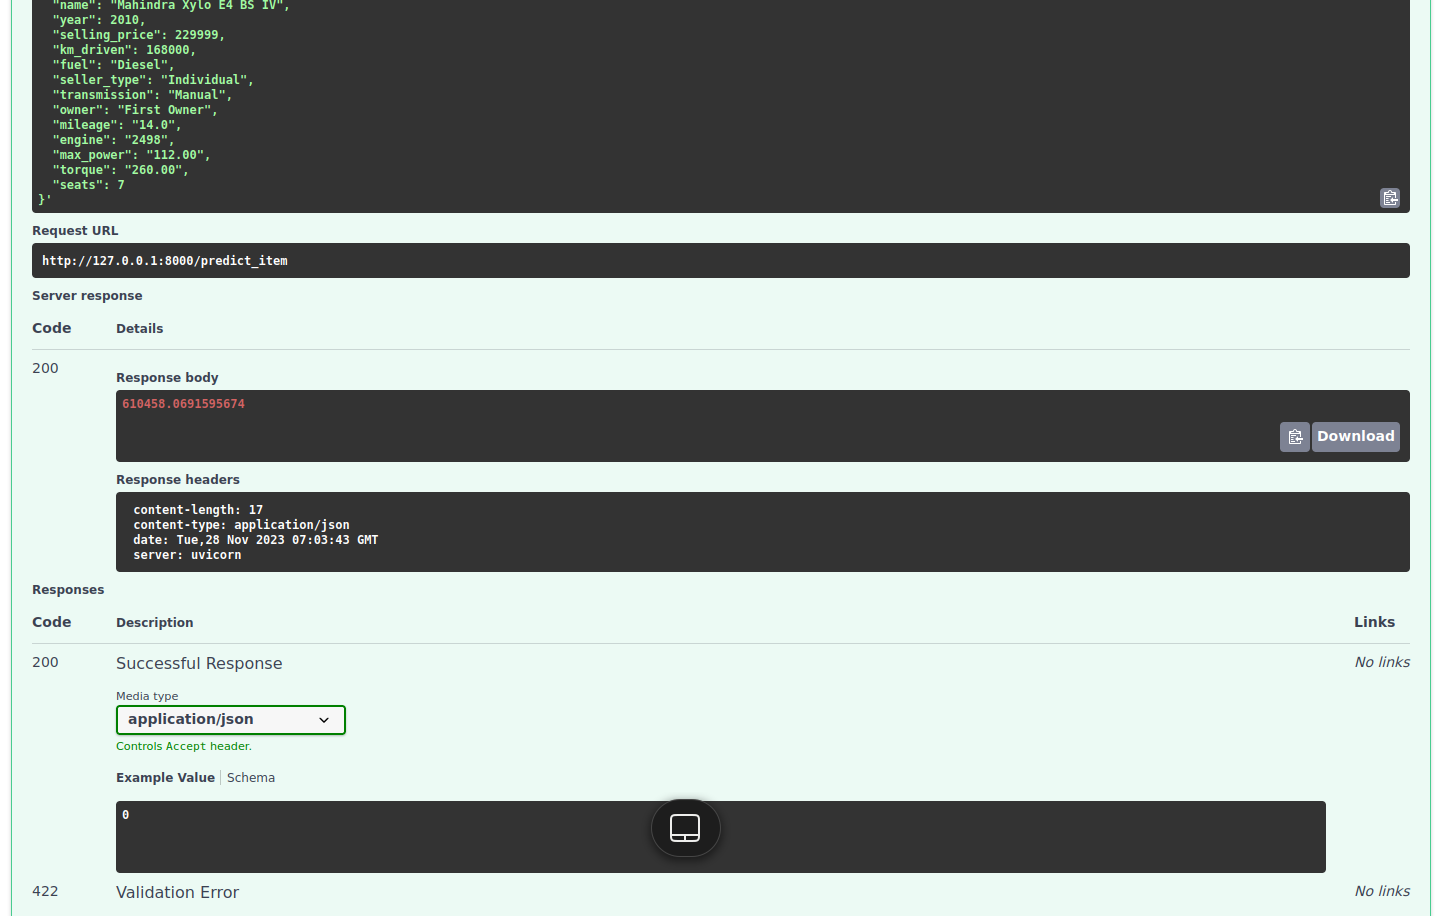 "name": "Mahindra Xylo E4 BS IV",
"year": 2010,
"selling_price": 229999,
"km_driven": 168000,
"fuel": "Diesel",
"seller_type": "Individual",
"transmission": "Manual",
"owner": "First Owner",
"mileage": "14.0",
"engine": "2498",
"max_power": "112.00",
"torque": "260.00",
"seats": 7
}'
Request URL
http://127.0.0.1:8000/predict_item
Server response
Code Details
200
Response body
610458.0691595674
Download
Response headers
content-length: 17
content-type: application/json
date: Tue,28 Nov 2023 07:03:43 GMT
server: uvicorn
Responses
Code Description Links
200 Successful Response No links
Media type
application/json
Controls Accept header.
Example Value Schema
0
422 Validation Error No links